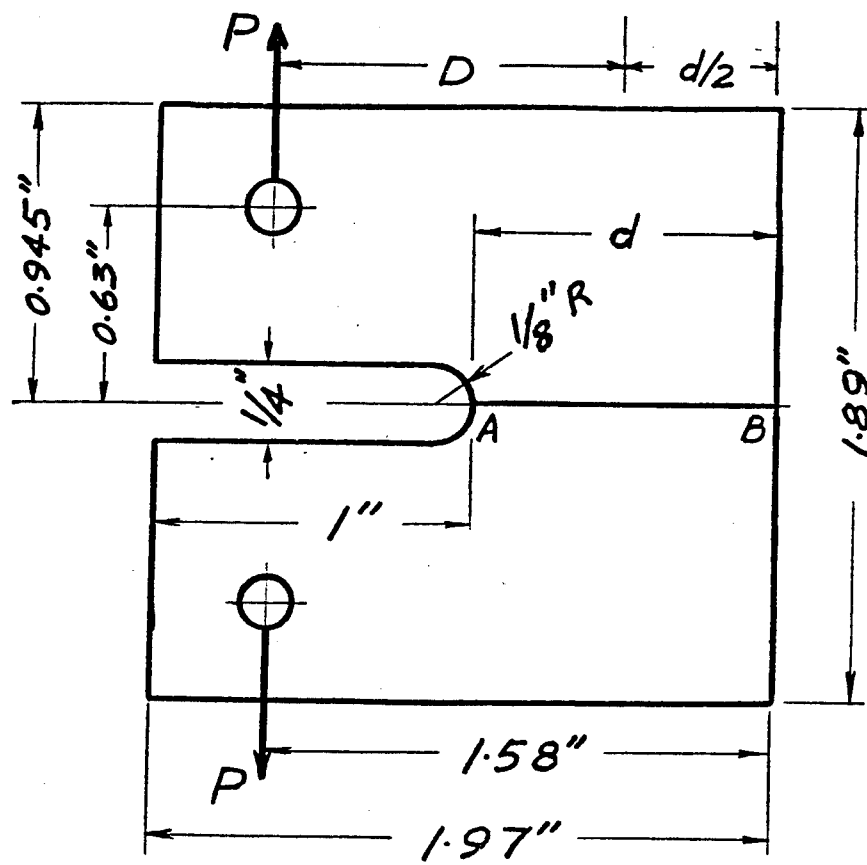 P
D
d/2
0.945"
0.63"
d
1/8" R
1/4"
A
B
1.89"
1"
P
1.58"
1.97"